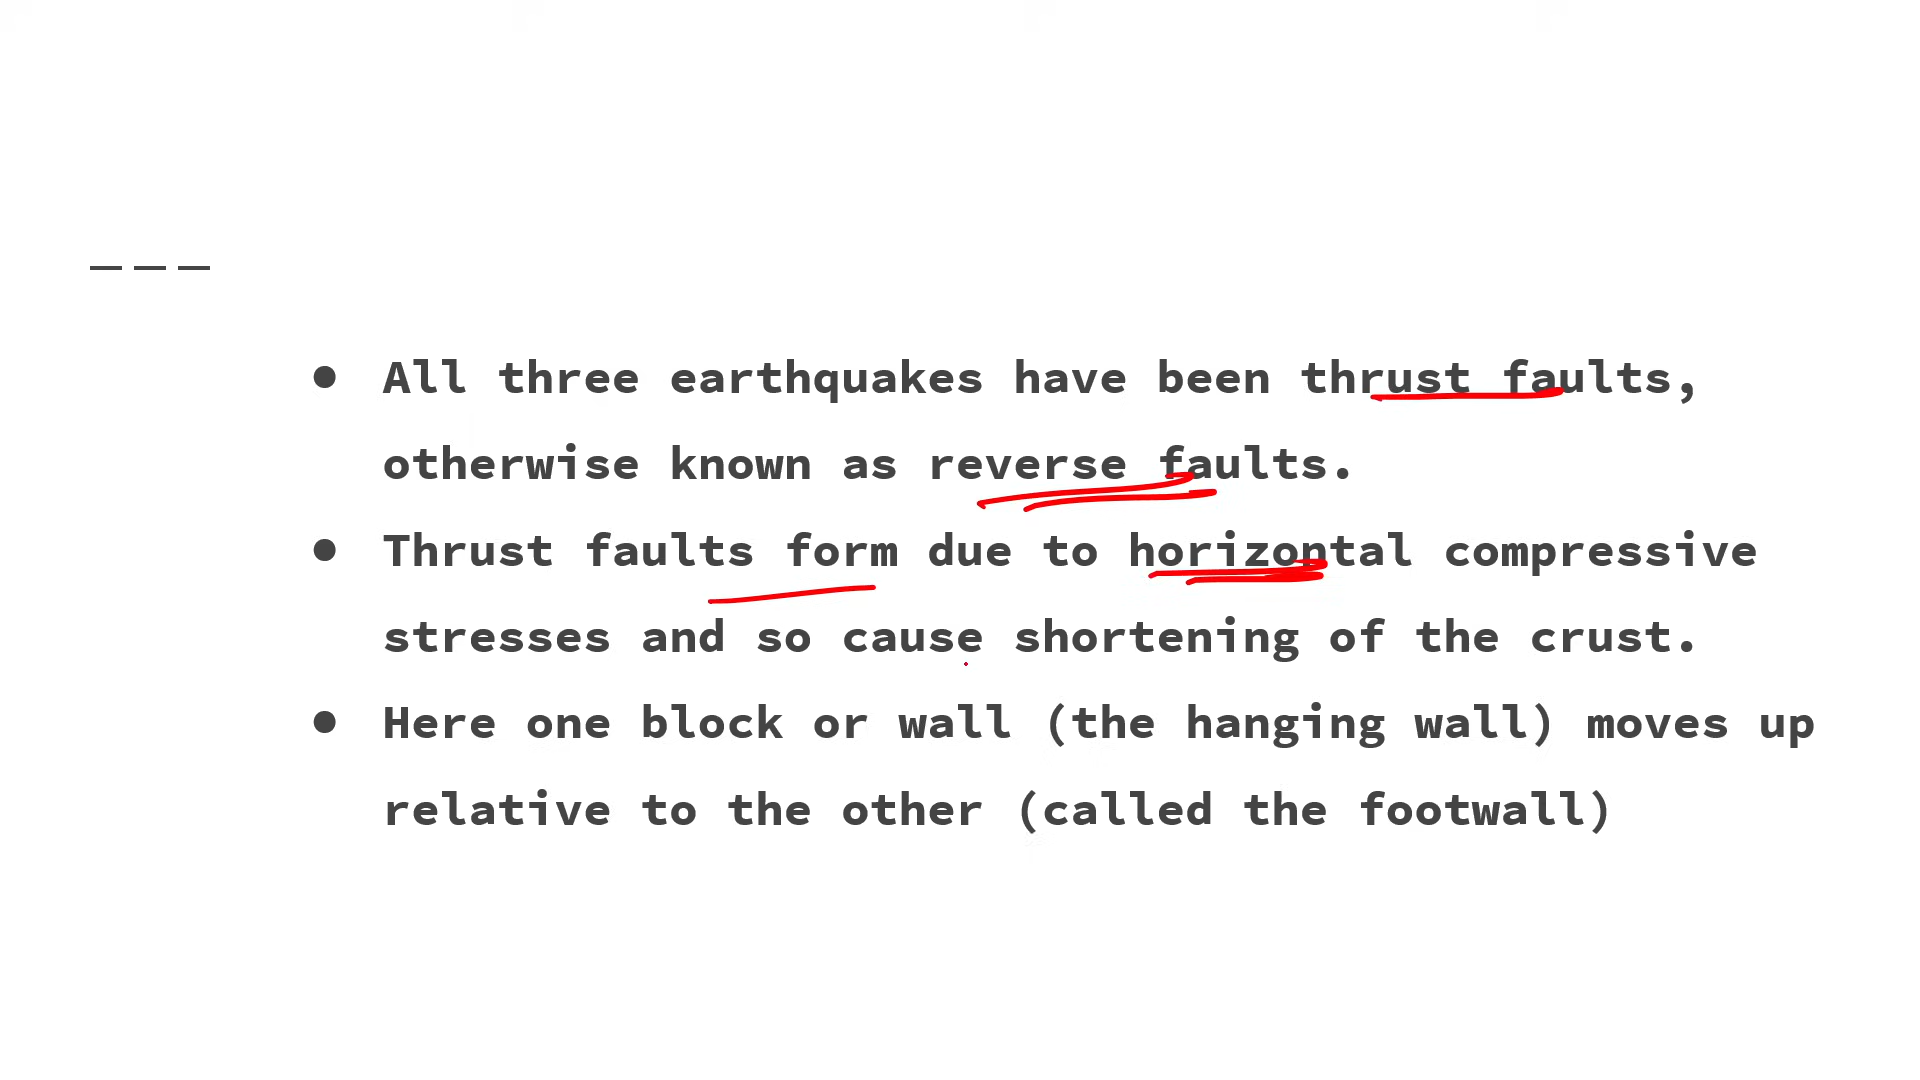 ● All three earthquakes have been thrust faults,
otherwise known as reverse faults.
● Thrust faults form due to horizontal compressive
stresses and so cause shortening of the crust.
● Here one block or wall (the hanging wall) moves up
relative to the other (called the footwall)